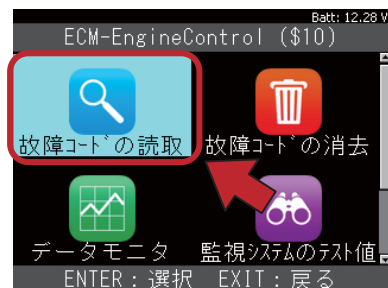 Batt: 12.28 V
ECM-EngineControl ($10)
故障ｺｰﾄﾞの読取 故障ｺｰﾄﾞの消去
データモニタ 監視ｼｽﾃﾑのﾃｽﾄ値
ENTER：選択 EXIT：戻る